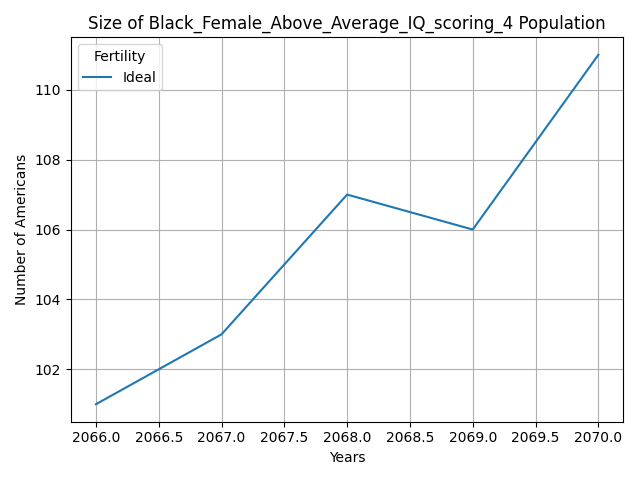 Size of Black_Female_Above_Average_IQ_scoring_4 Population
Fertility
Ideal
110
108
106
104
102
Number of Americans
2066.0 2066.5 2067.0 2067.5 2068.0 2068.5 2069.0 2069.5 2070.0
Years